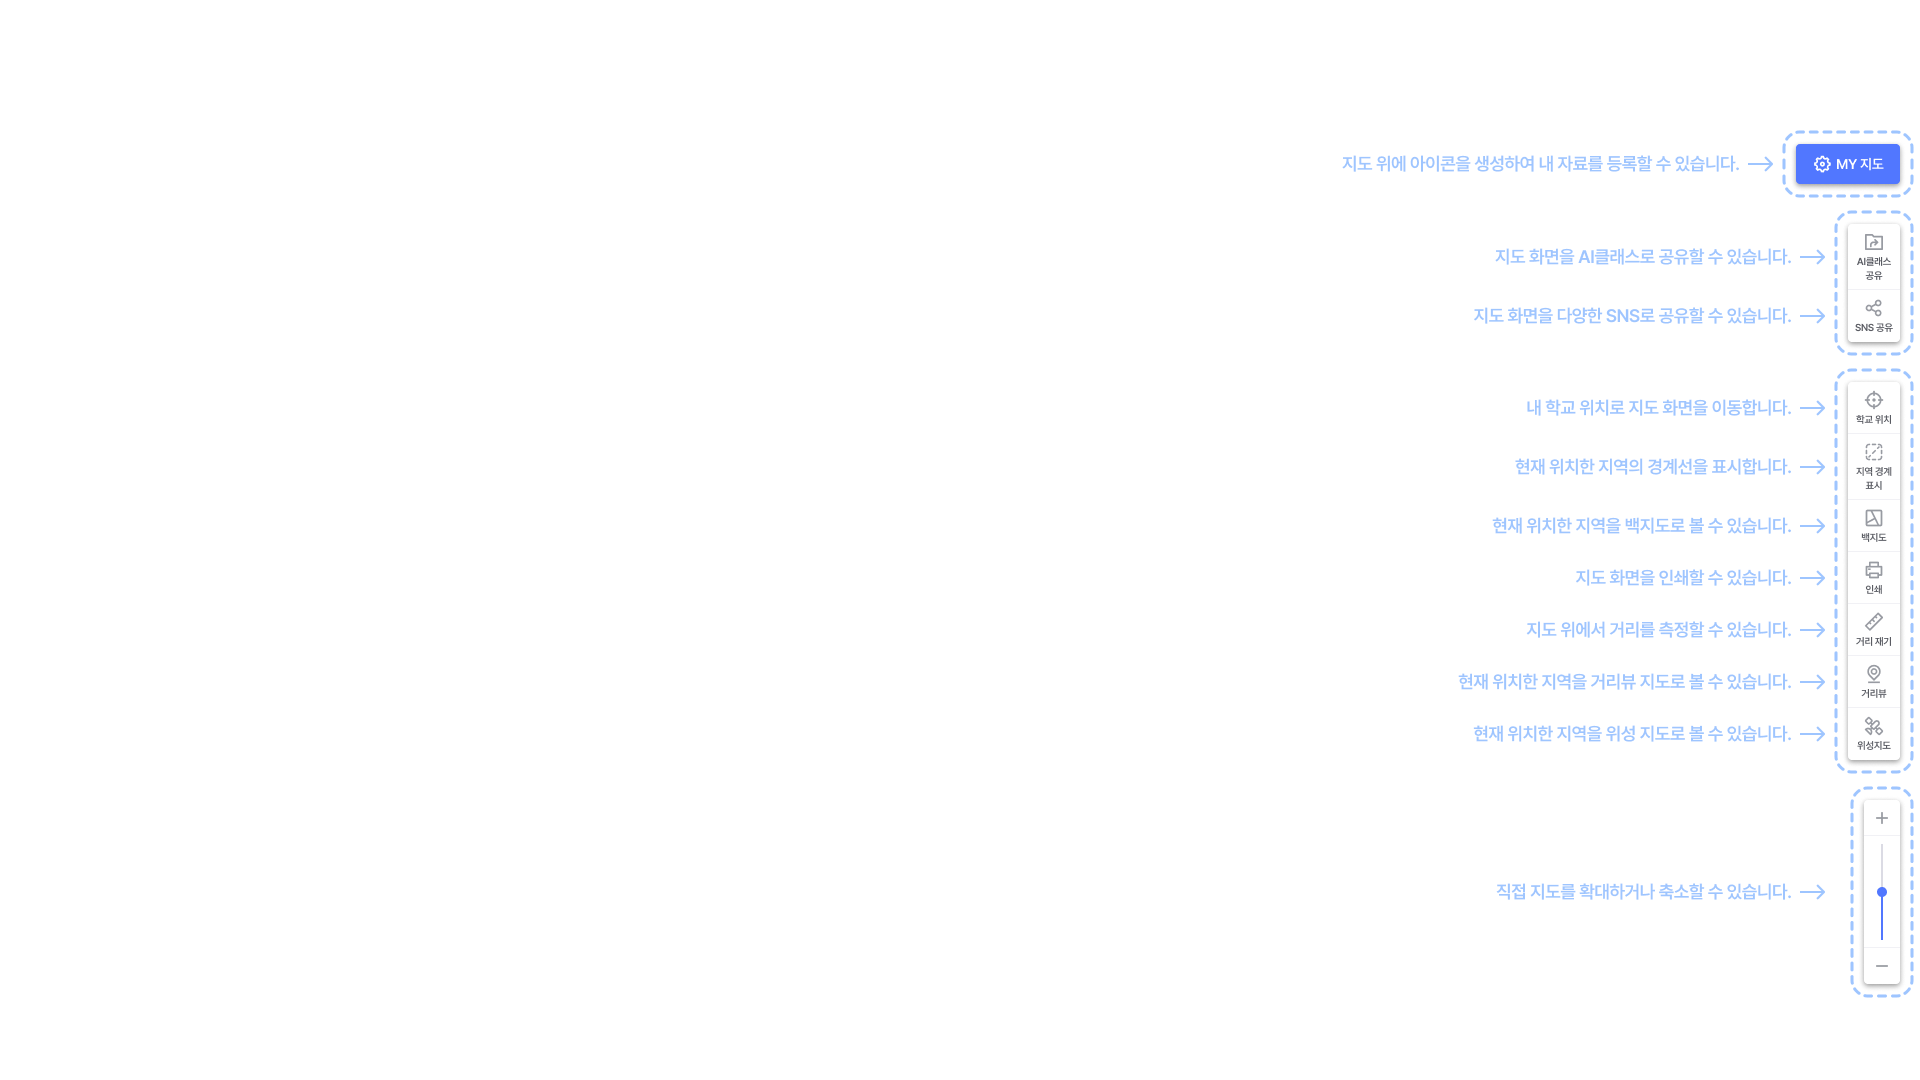 지도 위에 아이콘을 생성하여 내 자료를 등록할 수 있습니다.
MY 지도
지도 화면을 AI클래스로 공유할 수 있습니다.
AI클래스
공유
지도 화면을 다양한 SNS로 공유할 수 있습니다.
SNS 공유
내 학교 위치로 지도 화면을 이동합니다.
학교 위치
현재 위치한 지역의 경계선을 표시합니다.
지역 경계
표시
현재 위치한 지역을 백지도로 볼 수 있습니다.
백지도
지도 화면을 인쇄할 수 있습니다.
인쇄
지도 위에서 거리를 측정할 수 있습니다.
거리 재기
현재 위치한 지역을 거리뷰 지도로 볼 수 있습니다.
거리뷰
현재 위치한 지역을 위성 지도로 볼 수 있습니다.
위성지도
직접 지도를 확대하거나 축소할 수 있습니다.